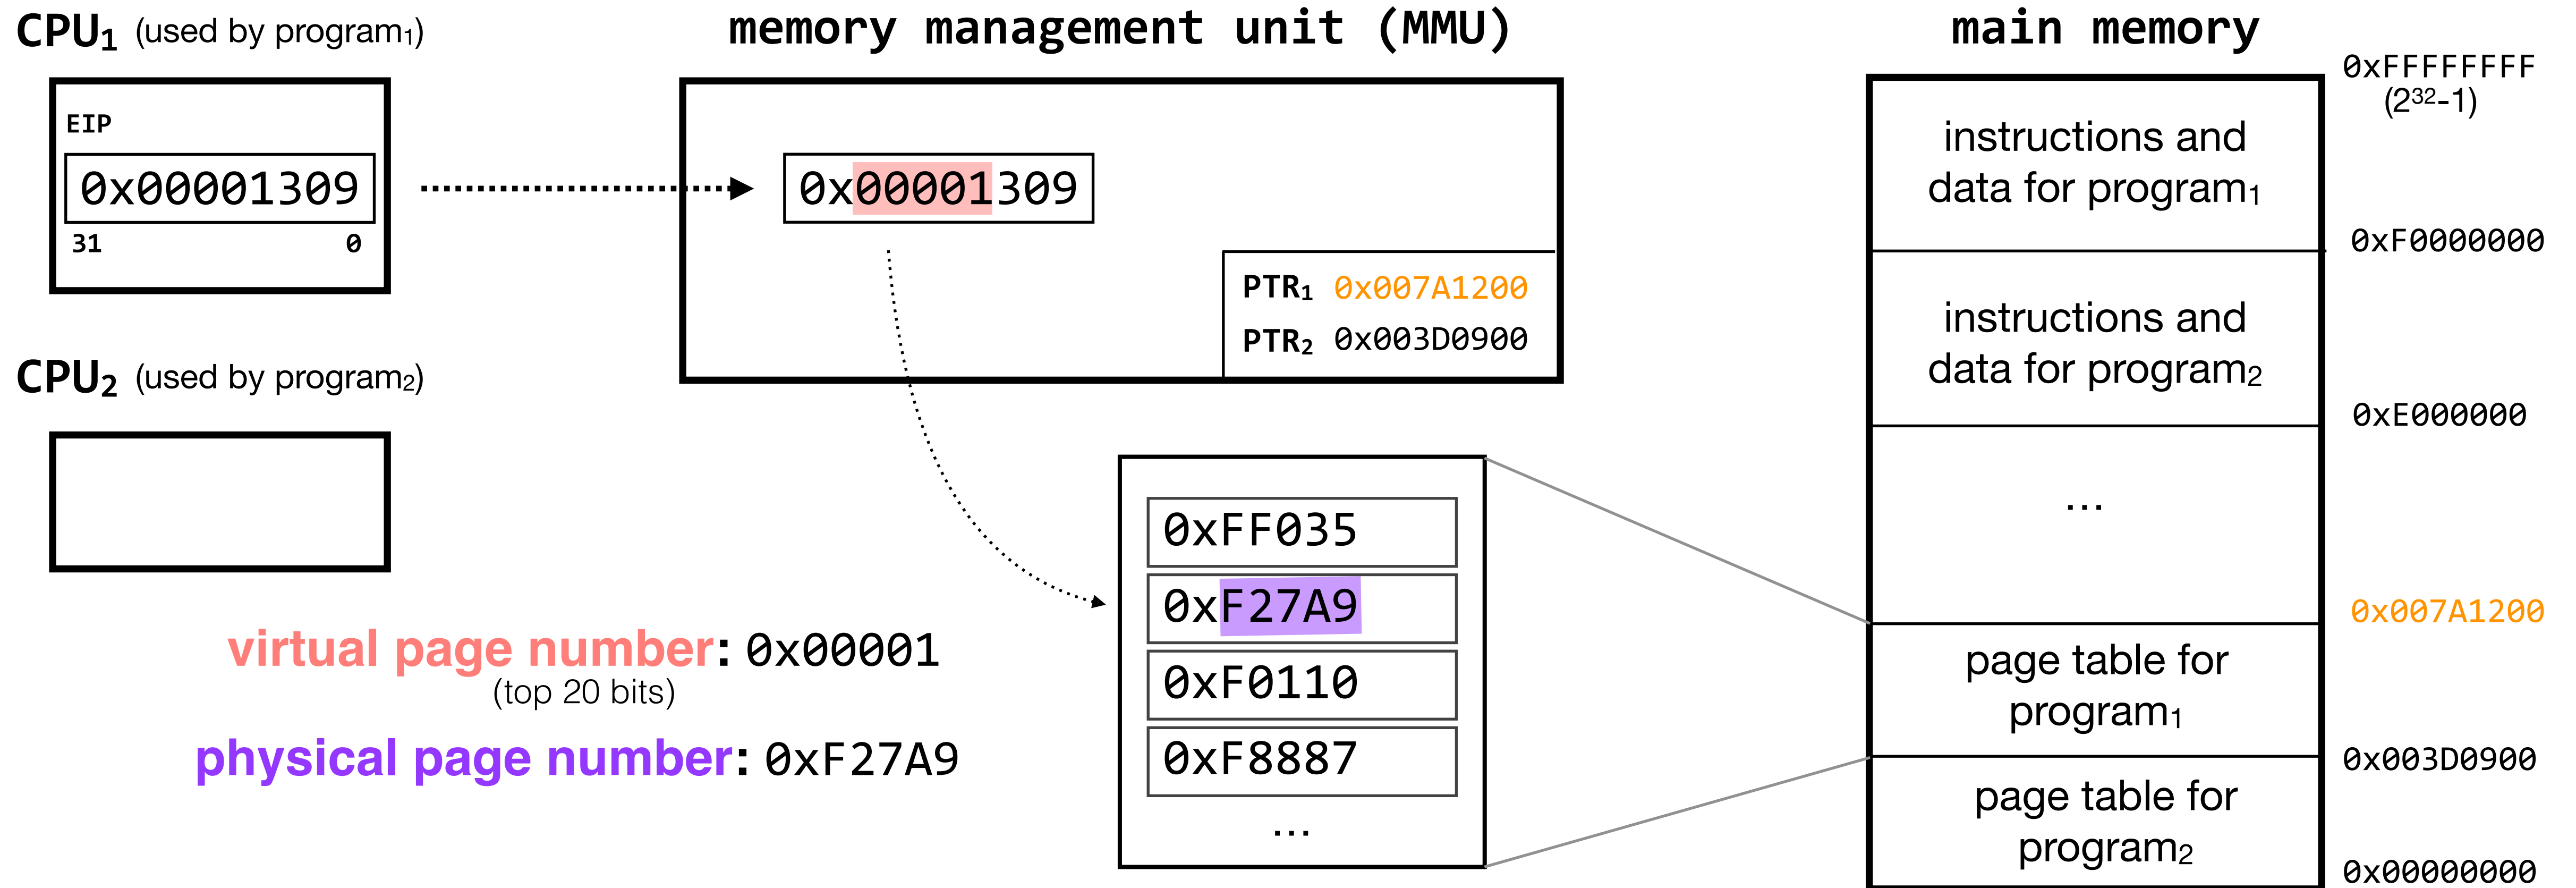 CPU₁ (used by program₁)
EIP
0x00001309
31 0
CPU₂ (used by program₂)
virtual page number: 0x00001
(top 20 bits)
physical page number: 0xF27A9
memory management unit (MMU)
0x00001309
PTR₁ 0x007A1200
PTR₂ 0x003D0900
0xFF035
0xF27A9
0xF0110
0xF8887
...
main memory
0xFFFFFFFF
(2³²-1)
instructions and
data for program₁
0xF0000000
instructions and
data for program₂
0xE000000
...
0x007A1200
page table for
program₁
0x003D0900
page table for
program₂
0x00000000